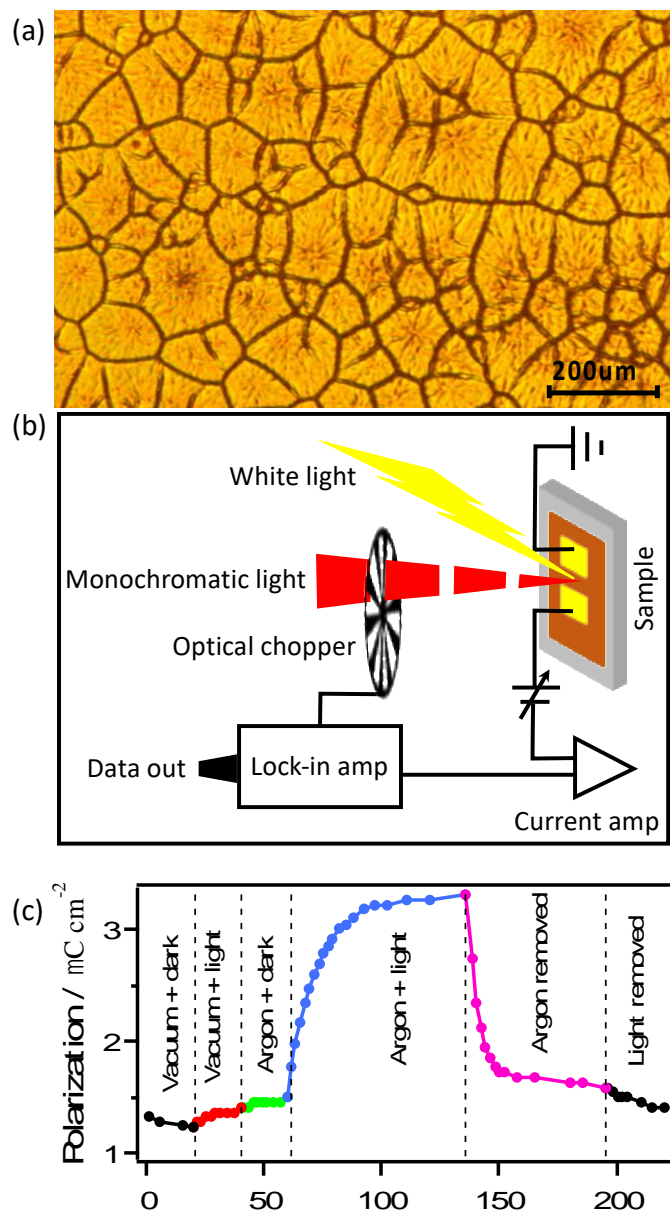 (a)
200um
(b)
White light
Monochromatic light
Optical chopper
Sample
Data out
Lock-in amp
Current amp
(c)
Polarization / mC cm-2
3
2
1
Vacuum + dark
Vacuum + light
Argon + dark
Argon + light
Argon removed
Light removed
0 50 100 150 200